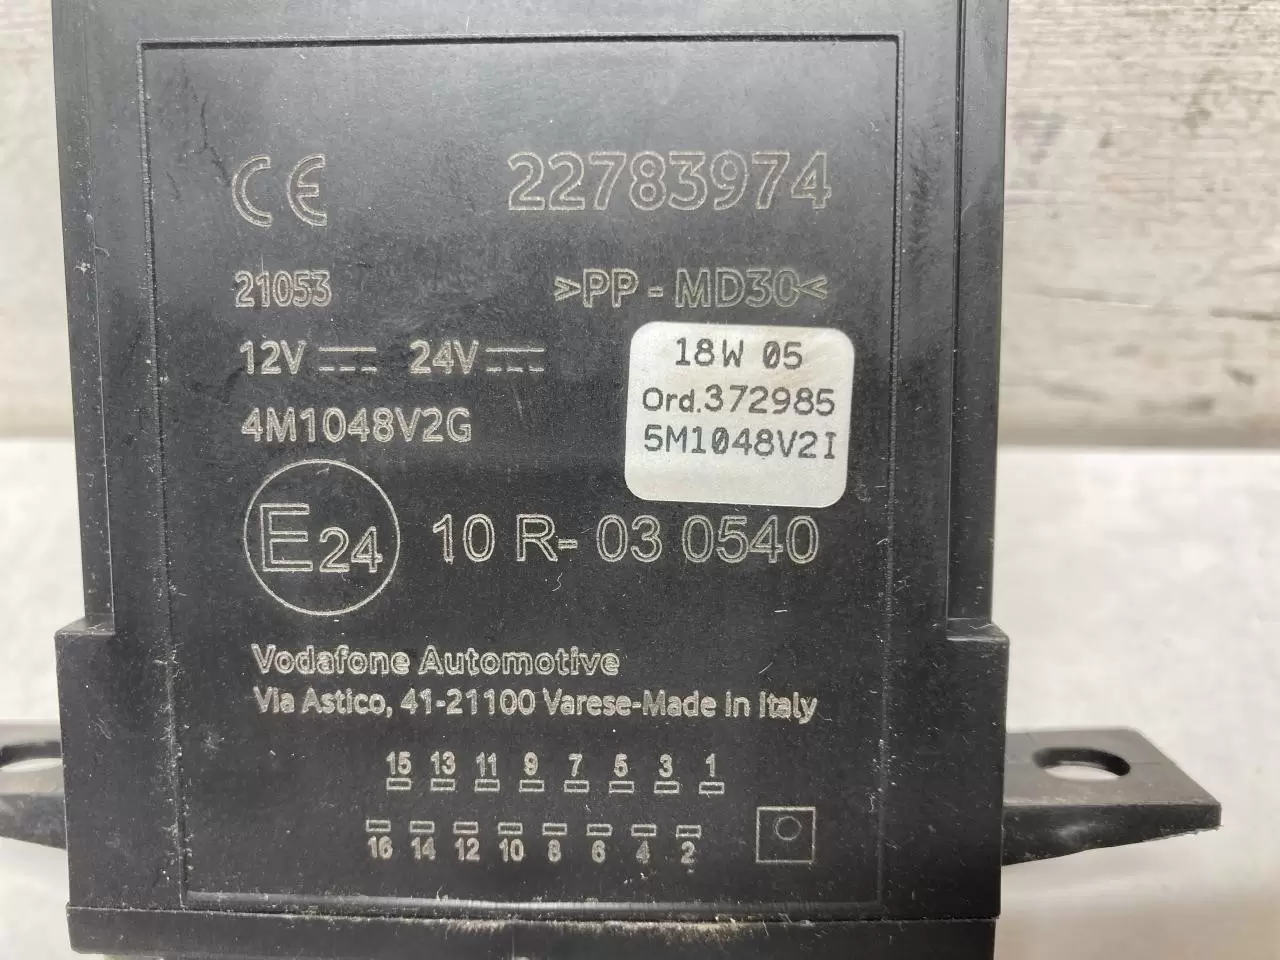 CE 22783974
21053 >PP-MD30<
12V 24V
4M1048V2G
18W 05
Ord.372985
5M1048V2I
E24 10 R-03 0540
Vodafone Automotive
Via Astico, 41-21100 Varese-Made in Italy
15 13 11 9 7 5 3 1
16 14 12 10 8 6 4 2